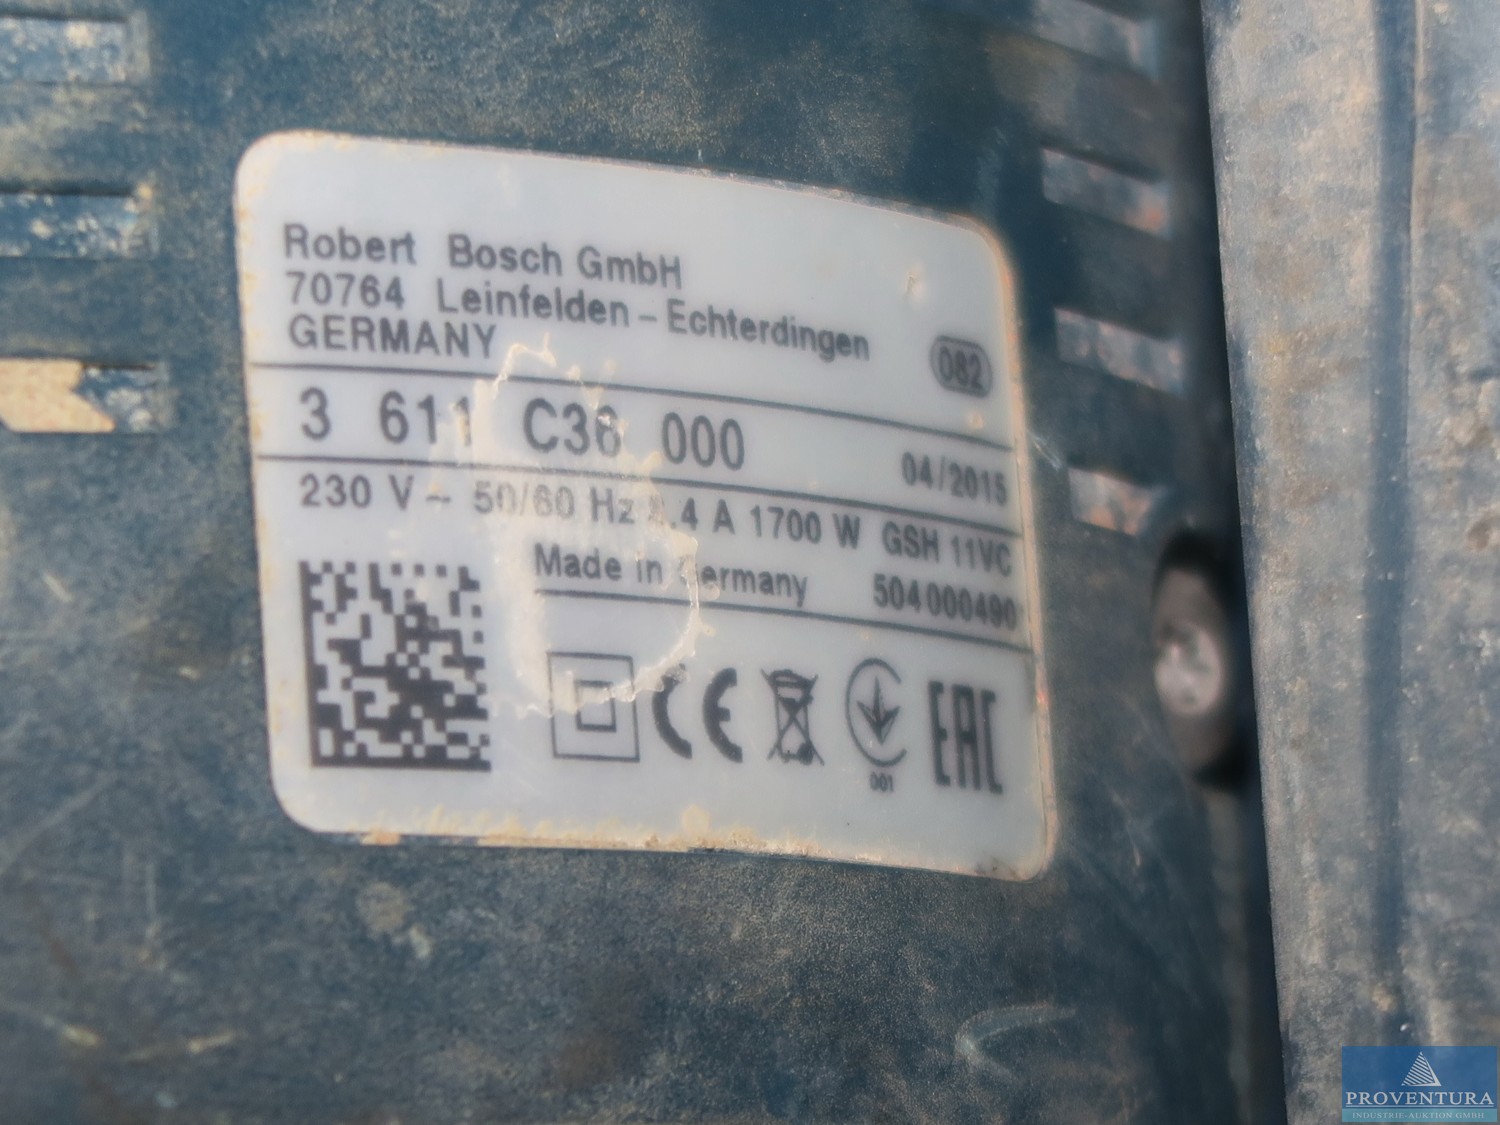 Robert Bosch GmbH
70764 Leinfelden - Echterdingen
GERMANY
082
3 611 C36 000
04/2015
230 V ~ 50/60 Hz A 1700 W GSH 11VC
Made in Germany 504000490
CE
001
EAC
PROVENTURA
INDUSTRIE-AUKTION GMBH